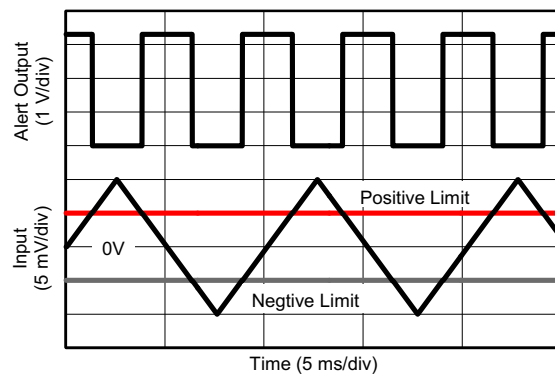 Alert Output
(1 V/div)
Positive Limit
Input
(5 mV/div)
0V
Negtive Limit
Time (5 ms/div)